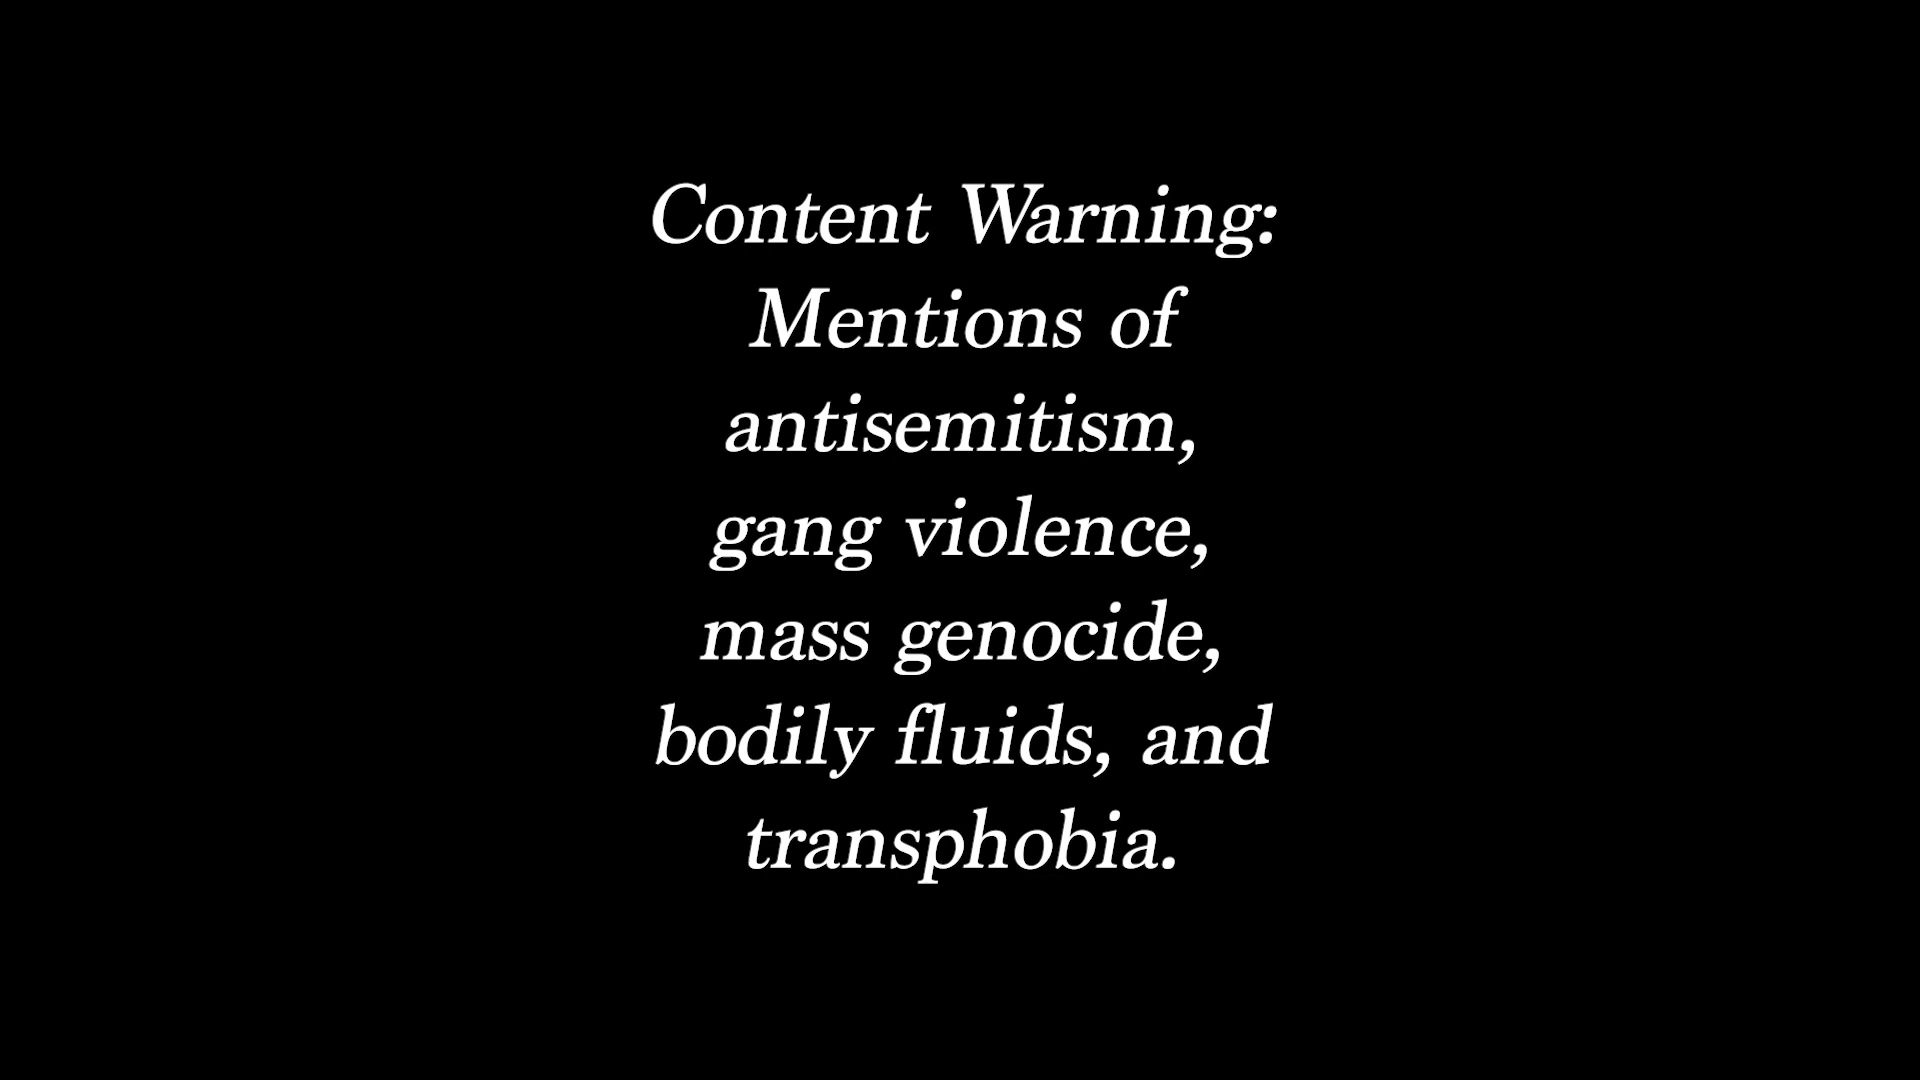 Content Warning:
Mentions of
antisemitism,
gang violence,
mass genocide,
bodily fluids, and
transphobia.